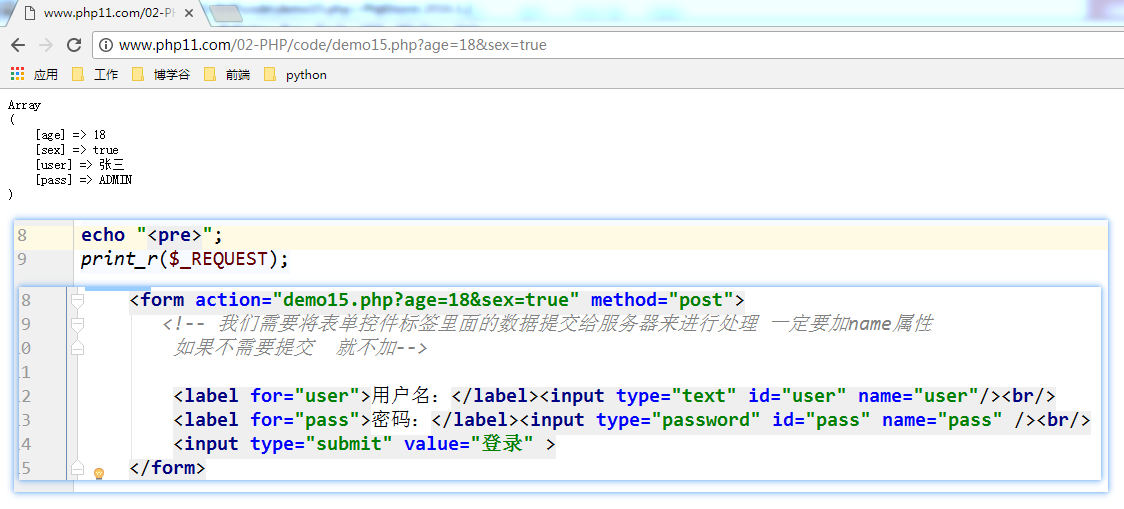 www.php11.com/02-PH
www.php11.com/02-PHP/code/demo15.php?age=18&sex=true
应用 工作 博学谷 前端 python
Array
(
[age] => 18
[sex] => true
[user] => 张三
[pass] => ADMIN
)
8 echo "<pre>";
9 print_r($_REQUEST);
8 <form action="demo15.php?age=18&sex=true" method="post">
9 <!-- 我们需要将表单控件标签里面的数据提交给服务器来进行处理 一定要加name属性
.0 如果不需要提交 就不加-->
.1
.2 <label for="user">用户名: </label><input type="text" id="user" name="user"/><br/>
.3 <label for="pass">密码: </label><input type="password" id="pass" name="pass" /><br/>
.4 <input type="submit" value="登录" >
.5 </form>